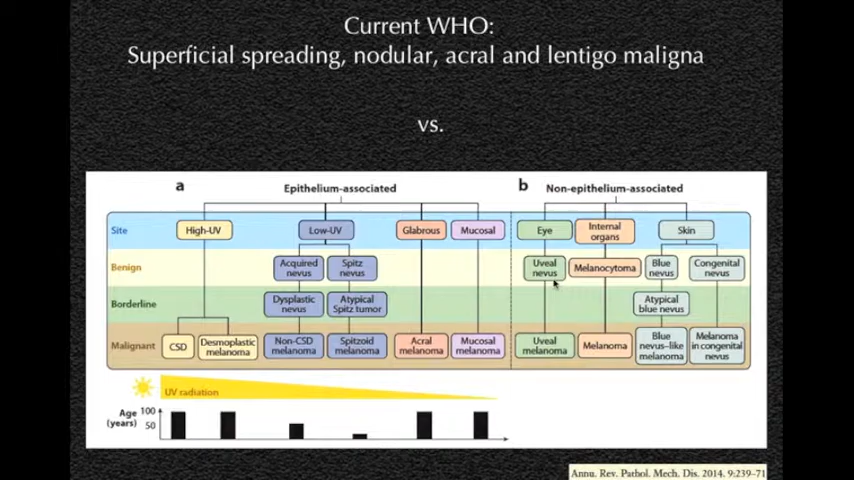 Current WHO:
Superficial spreading, nodular, acral and lentigo maligna
vs.
a
Epithelium-associated
b
Non-epithelium-associated
Site
High-UV
Low-UV
Glabrous
Mucosal
Eye
Internal
organs
Skin
Benign
Acquired
nevus
Spitz
nevus
Uveal
nevus
Melanocytoma
Blue
nevus
Congenital
nevus
Borderline
Dysplastic
nevus
Atypical
Spitz tumor
Atypical
blue nevus
Malignant
CSD
Desmoplastic
melanoma
Non-CSD
melanoma
Spitzoid
melanoma
Acral
melanoma
Mucosal
melanoma
Uveal
melanoma
Melanoma
Blue
nevus–like
melanoma
Melanoma
in congenital
nevus
UV radiation
Age
(years)
100
50
Annu. Rev. Pathol. Mech. Dis. 2014. 9:239–71